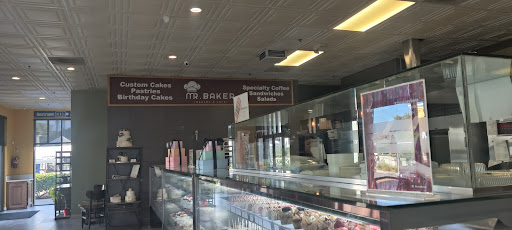 Custom Cakes
Pastries
Birthday Cakes
MR. BAKER
Specialty Coffee
Sandwiches
Salads